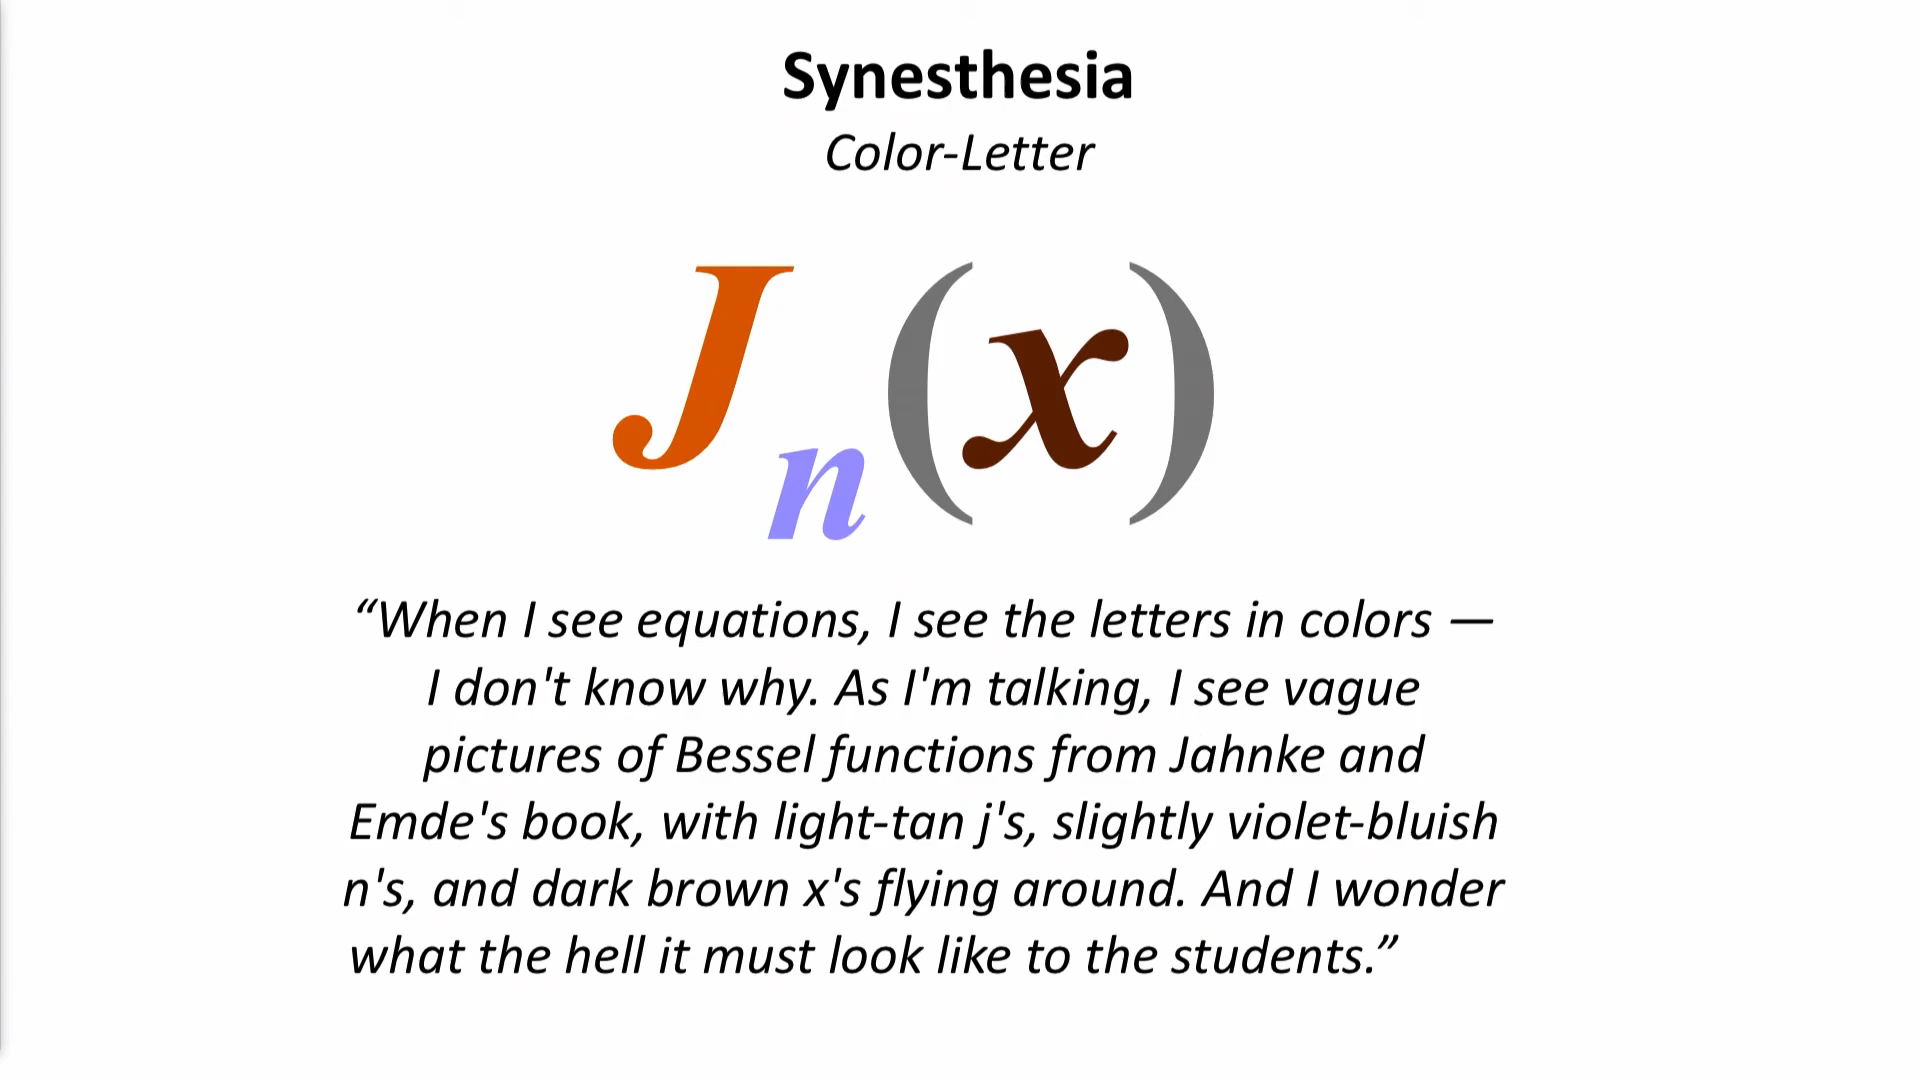 Synesthesia
Color-Letter
Jn(x)
“When I see equations, I see the letters in colors —
I don't know why. As I'm talking, I see vague
pictures of Bessel functions from Jahnke and
Emde's book, with light-tan j's, slightly violet-bluish
n's, and dark brown x's flying around. And I wonder
what the hell it must look like to the students.”